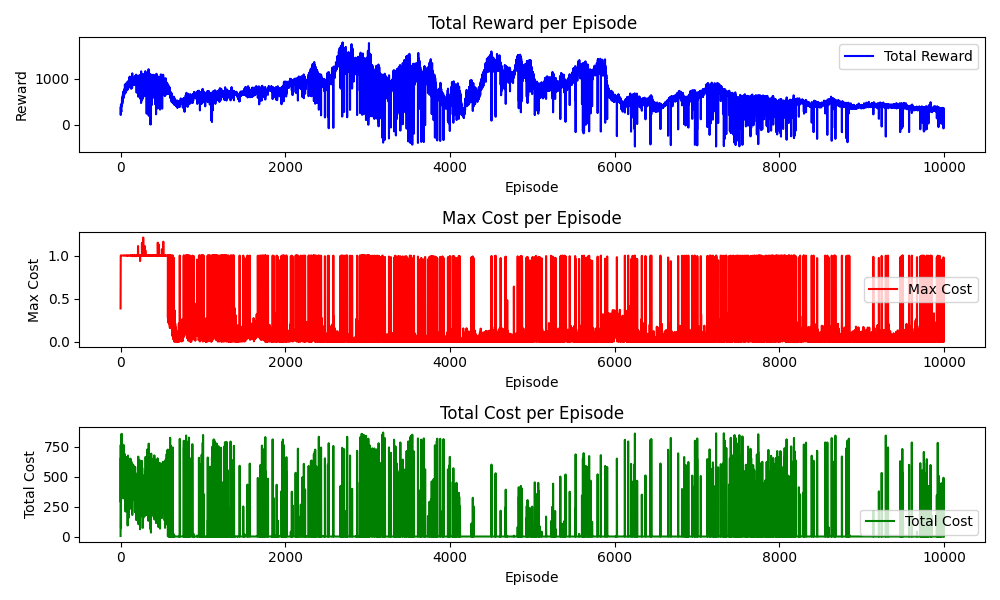 Total Reward per Episode
Reward
1000
0
Total Reward
0 2000 4000 6000 8000 10000
Episode
Max Cost per Episode
Max Cost
1.0
0.5
0.0
Max Cost
0 2000 4000 6000 8000 10000
Episode
Total Cost per Episode
Total Cost
750
500
250
0
Total Cost
0 2000 4000 6000 8000 10000
Episode